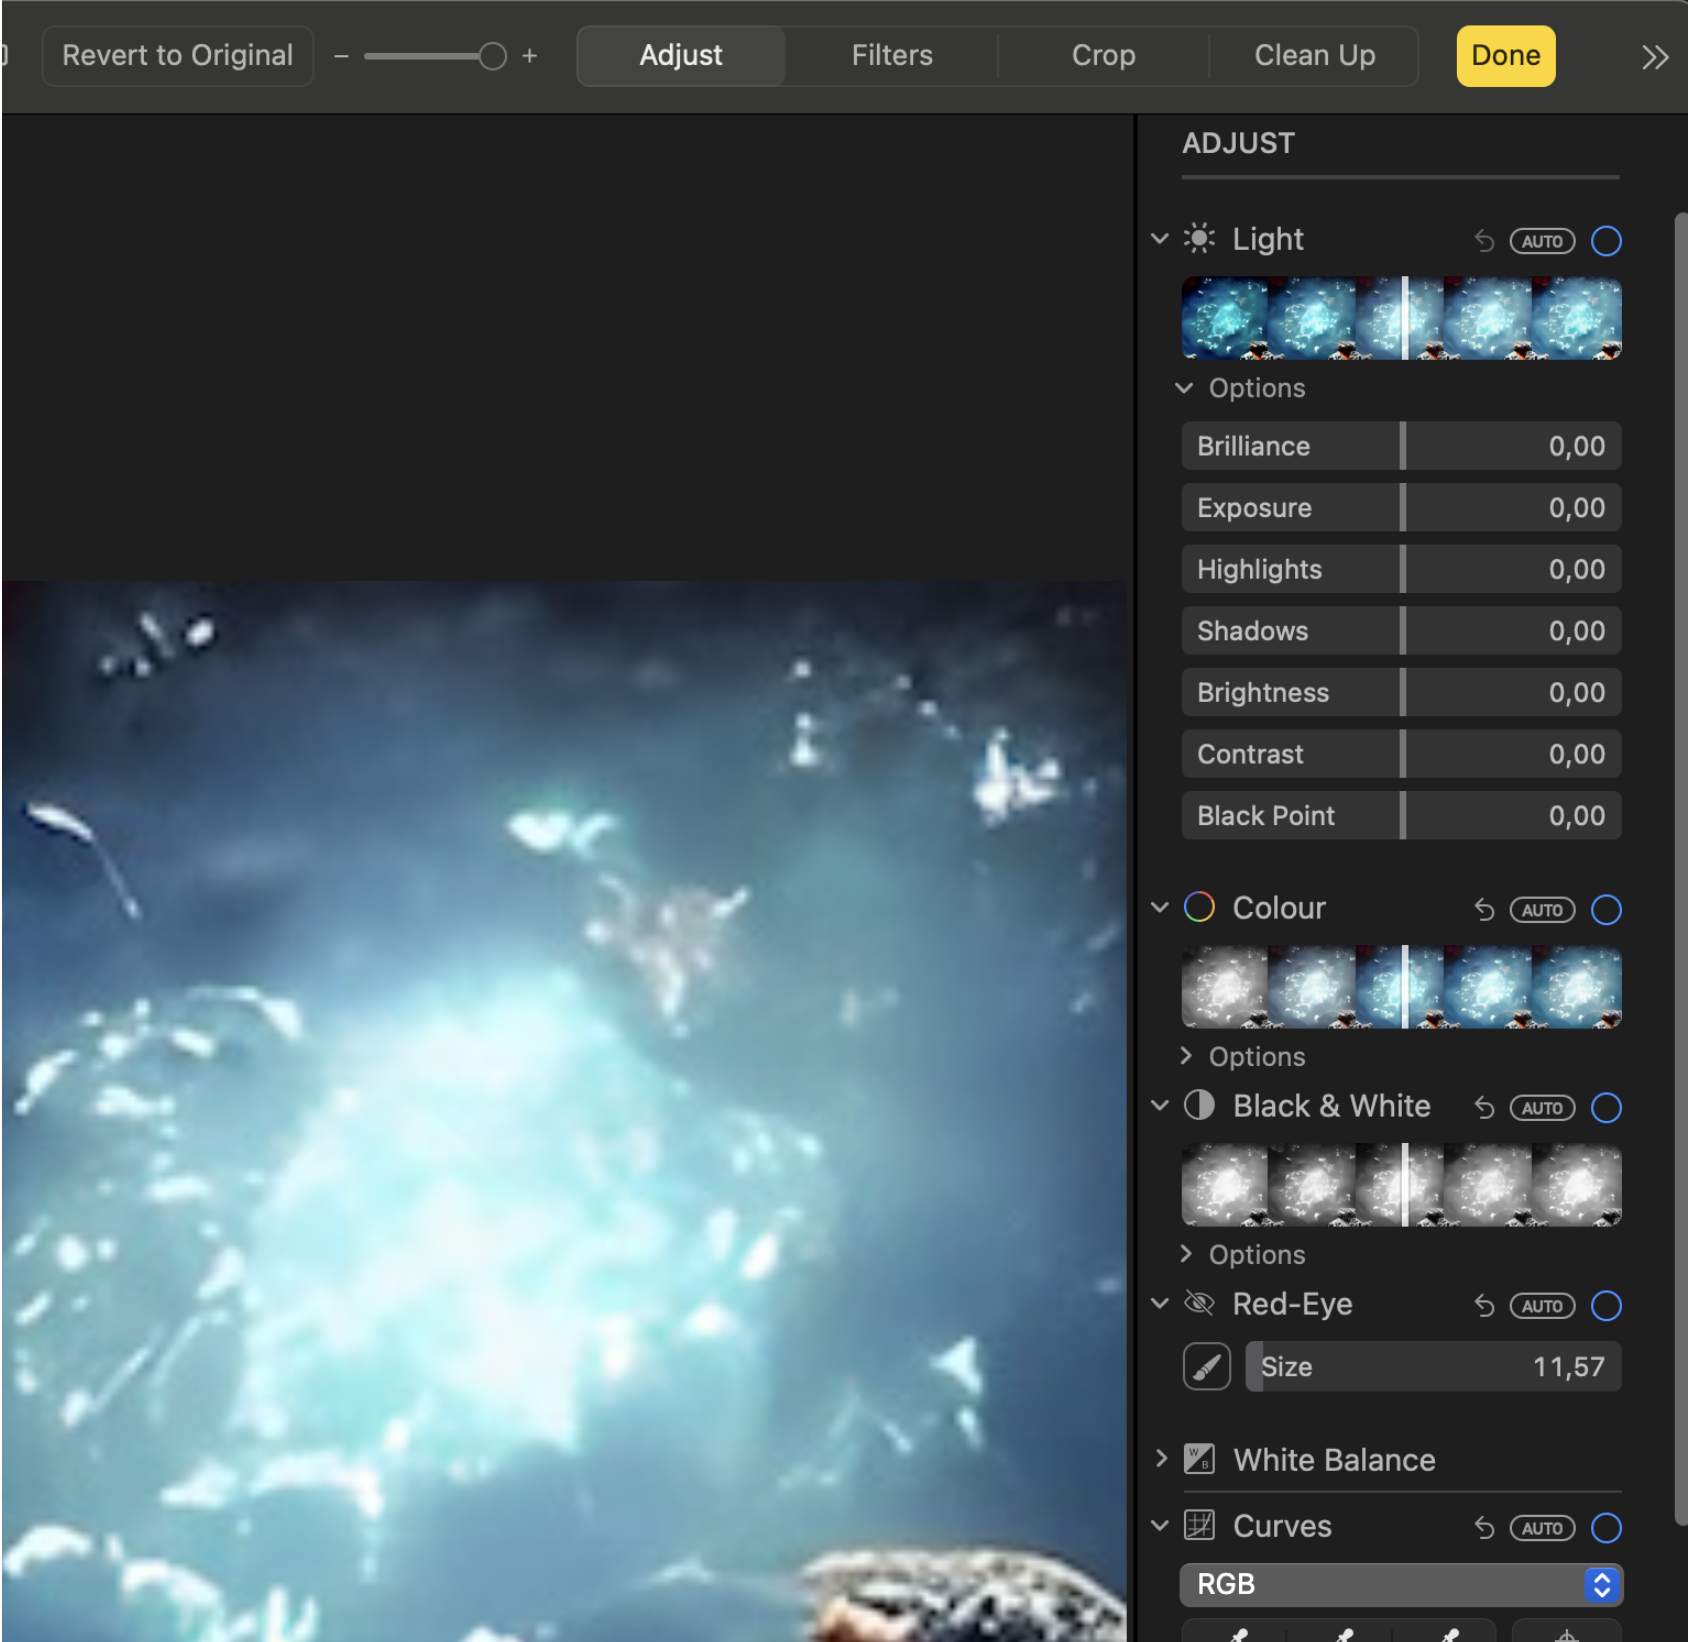 Revert to Original − + Adjust Filters Crop Clean Up Done
ADJUST
Light AUTO
Options
Brilliance 0,00
Exposure 0,00
Highlights 0,00
Shadows 0,00
Brightness 0,00
Contrast 0,00
Black Point 0,00
Colour AUTO
Options
Black & White AUTO
Options
Red-Eye AUTO
Size 11,57
W B White Balance
Curves AUTO
RGB